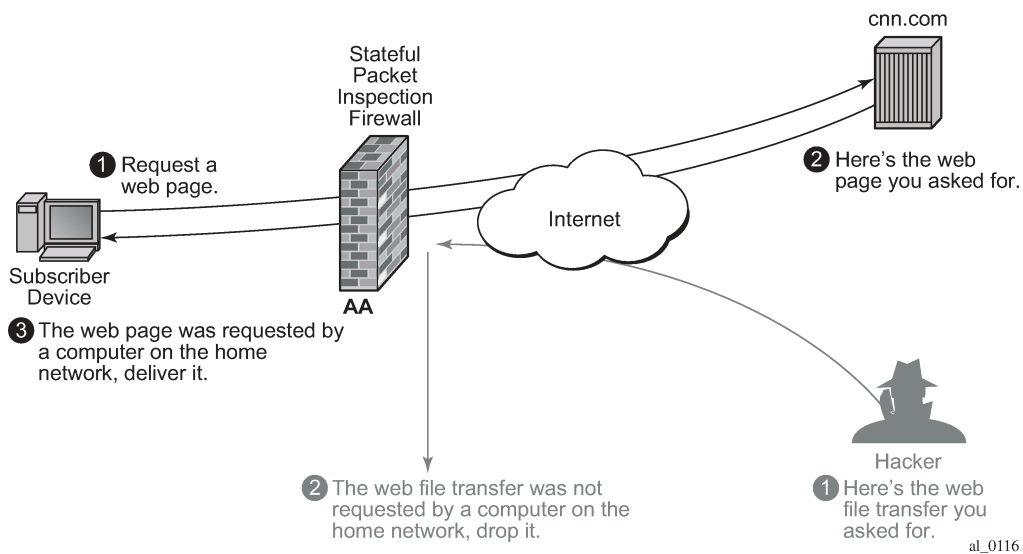 cnn.com
Stateful
Packet
Inspection
Firewall
1 Request a
web page.
2 Here's the web
page you asked for.
Internet
Subscriber
Device
AA
3 The web page was requested by
a computer on the home
network, deliver it.
Hacker
2 The web file transfer was not
requested by a computer on the
home network, drop it.
1 Here's the web
file transfer you
asked for.
al_0116